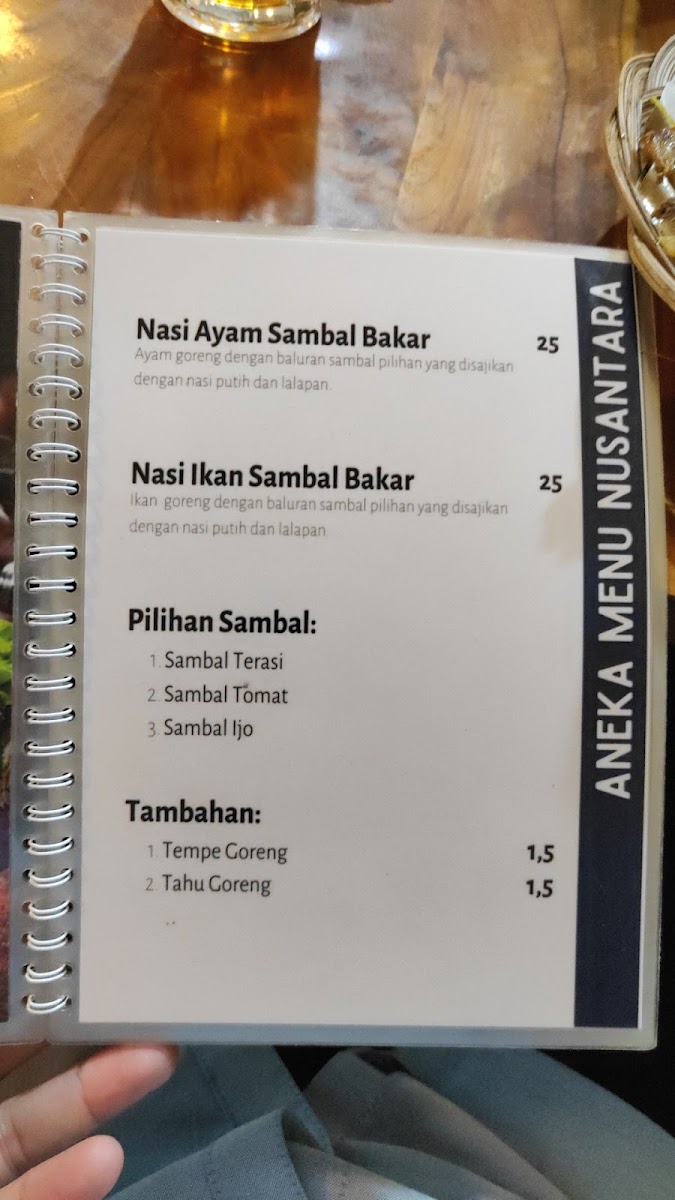 Nasi Ayam Sambal Bakar 25
Ayam goreng dengan baluran sambal pilihan yang disajikan
dengan nasi putih dan lalapan.
Nasi Ikan Sambal Bakar 25
Ikan goreng dengan baluran sambal pilihan yang disajikan
dengan nasi putih dan lalapan.
Pilihan Sambal:
1. Sambal Terasi
2. Sambal Tomat
3. Sambal Ijo
Tambahan:
1. Tempe Goreng 1,5
2. Tahu Goreng 1,5
ANEKA MENU NUSANTARA